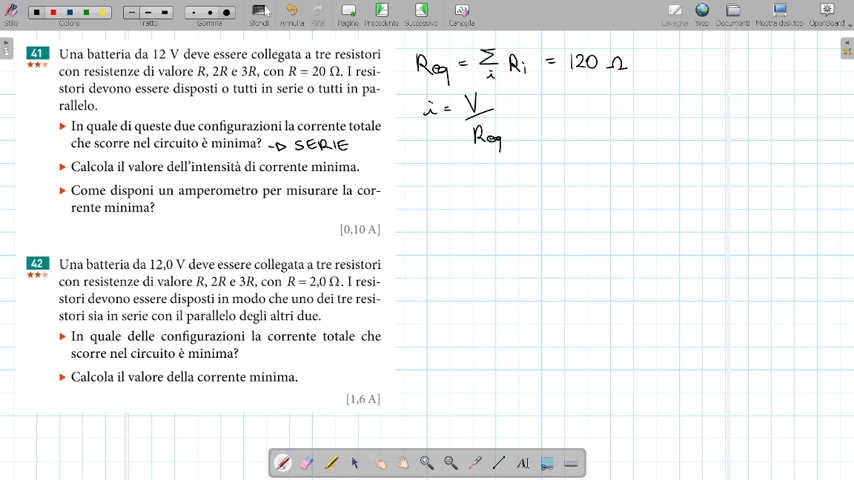 Stilo
Colore
Tratto
Gomma
Sfondi
Annulla
Rifai
Pagine
Precedente
Successivo
Cancella
Lavagna
Web
Documenti
Mostra desktop
OpenBoard
41 Una batteria da 12 V deve essere collegata a tre resistori
con resistenze di valore R, 2R e 3R, con R = 20 Ω. I resi-
stori devono essere disposti o tutti in serie o tutti in pa-
rallelo.
▶ In quale di queste due configurazioni la corrente totale
che scorre nel circuito è minima? → SERIE
▶ Calcola il valore dell'intensità di corrente minima.
▶ Come disponi un amperometro per misurare la cor-
rente minima?
[0,10 A]
42 Una batteria da 12,0 V deve essere collegata a tre resistori
con resistenze di valore R, 2R e 3R, con R = 2,0 Ω. I resi-
stori devono essere disposti in modo che uno dei tre resi-
stori sia in serie con il parallelo degli altri due.
▶ In quale delle configurazioni la corrente totale che
scorre nel circuito è minima?
▶ Calcola il valore della corrente minima.
[1,6 A]
Req = Σi Ri = 120 Ω
i = V / Req
AI